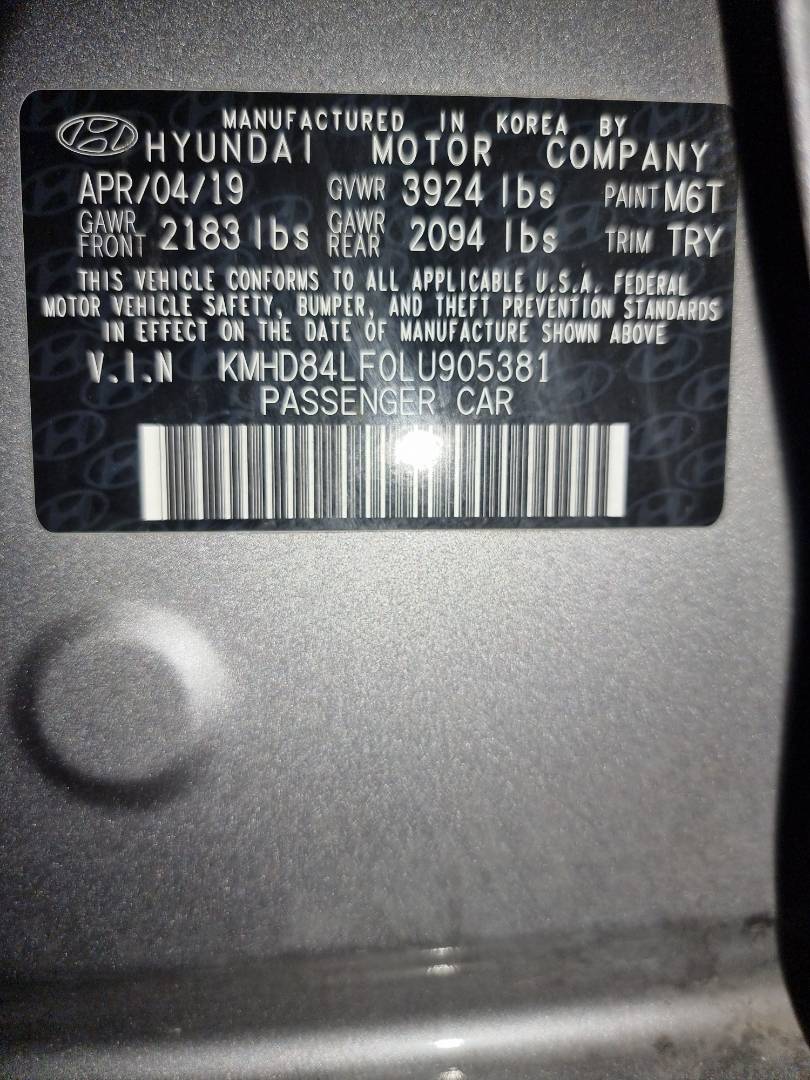 MANUFACTURED IN KOREA BY
HYUNDAI MOTOR COMPANY
APR/04/19 GVWR 3924 lbs PAINT M6T
GAWR FRONT 2183 lbs GAWR REAR 2094 lbs TRIM TRY
THIS VEHICLE CONFORMS TO ALL APPLICABLE U.S.A. FEDERAL
MOTOR VEHICLE SAFETY, BUMPER, AND THEFT PREVENTION STANDARDS
IN EFFECT ON THE DATE OF MANUFACTURE SHOWN ABOVE
V.I.N KMHD84LF0LU905381
PASSENGER CAR